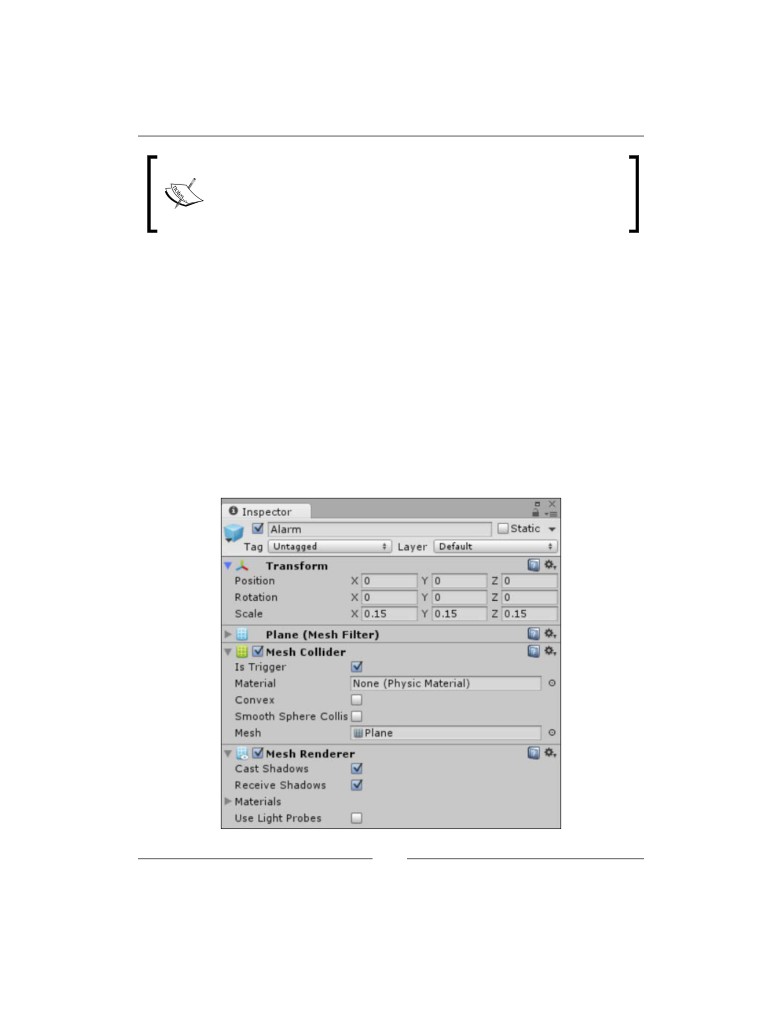 Inspector
Alarm Static
Tag Untagged Layer Default
Transform
Position X 0 Y 0 Z 0
Rotation X 0 Y 0 Z 0
Scale X 0.15 Y 0.15 Z 0.15
Plane (Mesh Filter)
Mesh Collider
Is Trigger
Material None (Physic Material)
Convex
Smooth Sphere Collis
Mesh Plane
Mesh Renderer
Cast Shadows
Receive Shadows
Materials
Use Light Probes